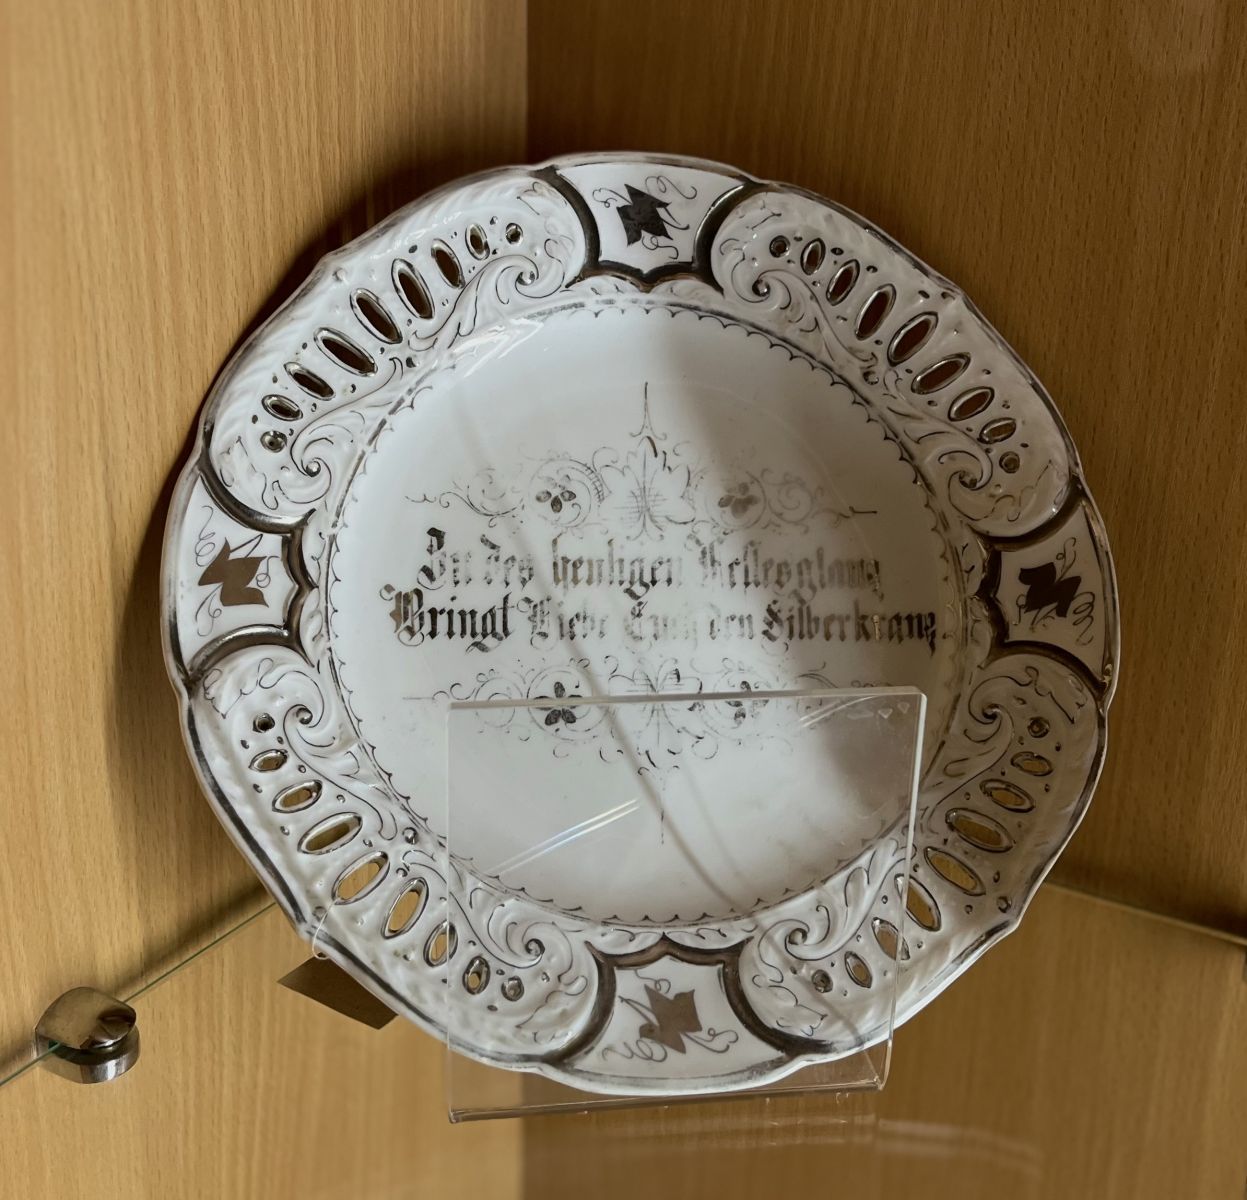 In des heutigen Festesglanz
Bringt Liebe Euch den Silberkranz